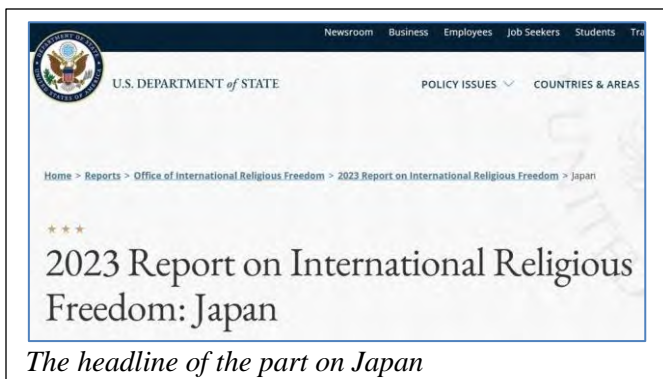 Newsroom Business Employees Job Seekers Students Tra
U.S. DEPARTMENT of STATE POLICY ISSUES COUNTRIES & AREAS
Home > Reports > Office of International Religious Freedom > 2023 Report on International Religious Freedom > Japan
2023 Report on International Religious
Freedom: Japan
The headline of the part on Japan